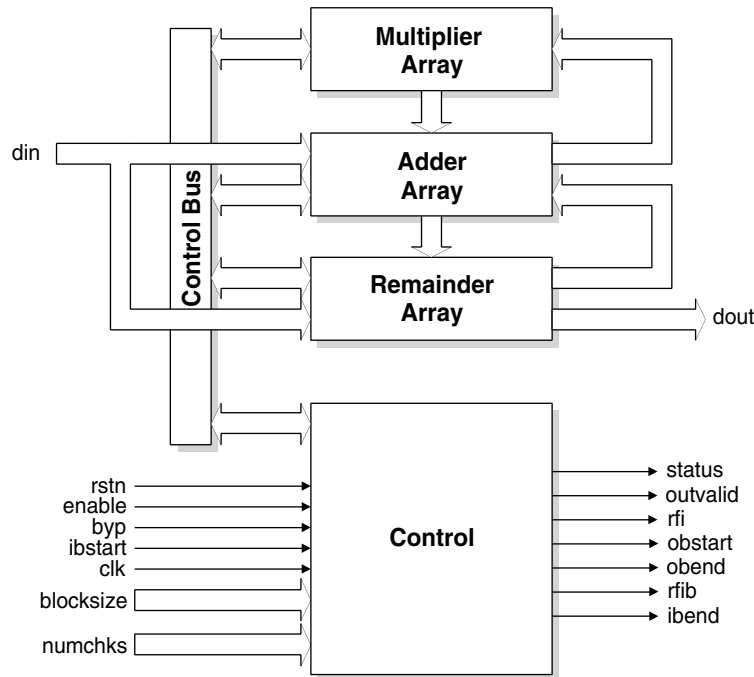 Multiplier
Array
din
Adder
Array
Control Bus
Remainder
Array
dout
rstn
enable
byp
ibstart
clk
blocksize
numchks
Control
status
outvalid
rfi
obstart
obend
rfib
ibend